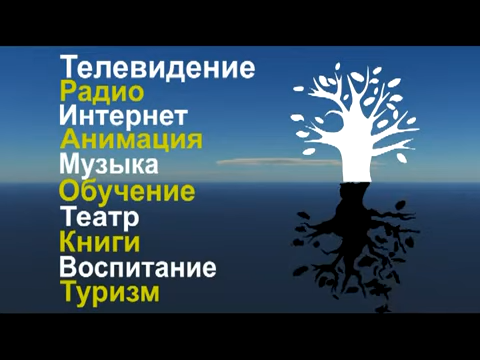 Телевидение
Радио
Интернет
Анимация
Музыка
Обучение
Театр
Книги
Воспитание
Туризм